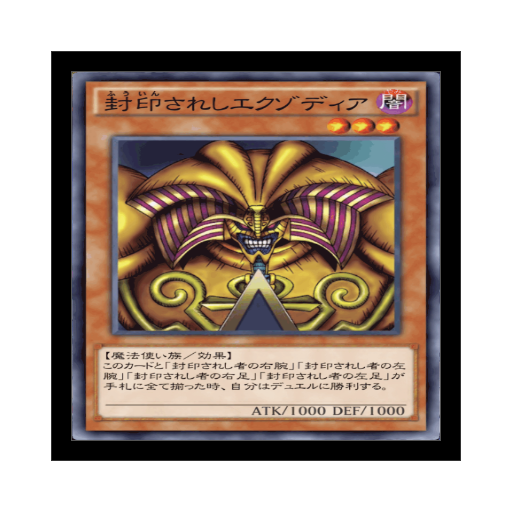 ふういん
封印されしエクゾディア
闇
【魔法使い族／効果】
このカードと「封印されし者の右腕」「封印されし者の左
腕」「封印されし者の右足」「封印されし者の左足」が
手札に全て揃った時、自分はデュエルに勝利する。
ATK/1000 DEF/1000